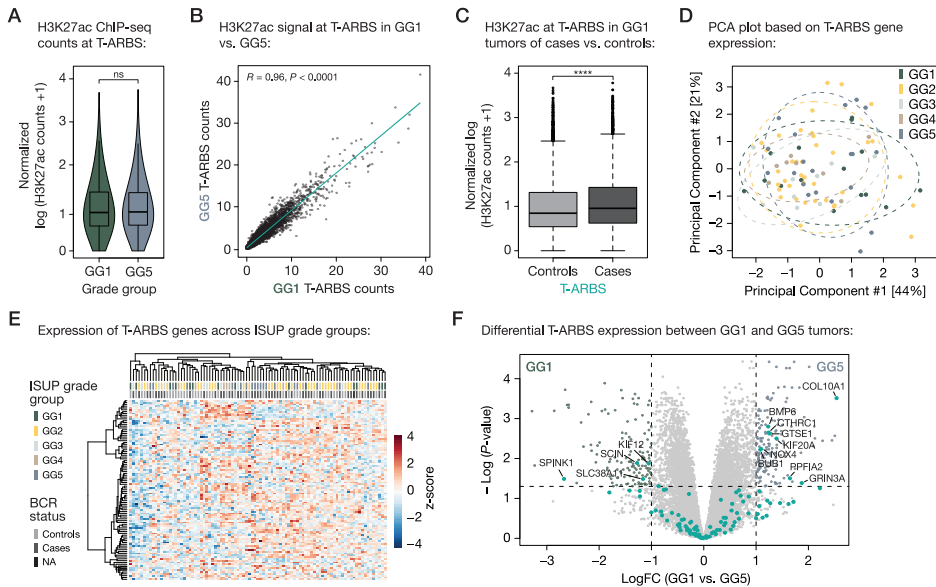 A
H3K27ac ChIP-seq
counts at T-ARBS:
ns
4
3
2
1
0
Normalized
log (H3K27ac counts +1)
GG1
GG5
Grade group
B
H3K27ac signal at T-ARBS in GG1
vs. GG5:
R = 0.96, P < 0.0001
40
30
20
10
0
GG5 T-ARBS counts
0
10
20
30
40
GG1 T-ARBS counts
C
H3K27ac at T-ARBS in GG1
tumors of cases vs. controls:
****
4
3
2
1
0
Normalized log
(H3K27ac counts +1)
Controls
Cases
T-ARBS
D
PCA plot based on T-ARBS gene
expression:
GG1
GG2
GG3
GG4
GG5
4
3
2
1
0
−1
−2
−3
Principal Component #2 [21%]
−2
−1
0
1
2
3
Principal Component #1 [44%]
E
Expression of T-ARBS genes across ISUP grade groups:
ISUP grade
group
GG1
GG2
GG3
GG4
GG5
BCR
status
Controls
Cases
NA
4
2
0
−2
−4
z-score
F
Differential T-ARBS expression between GG1 and GG5 tumors:
GG1
GG5
COL10A1
BMP6
CTHRC1
GTSE1
KIF20A
NOX4
BUB1
RPFIA2
GRIN3A
KIF12
SCIN
SLC38A11
SPINK1
4
3
2
1
0
− Log (P-value)
−3
−2
−1
0
1
2
LogFC (GG1 vs. GG5)